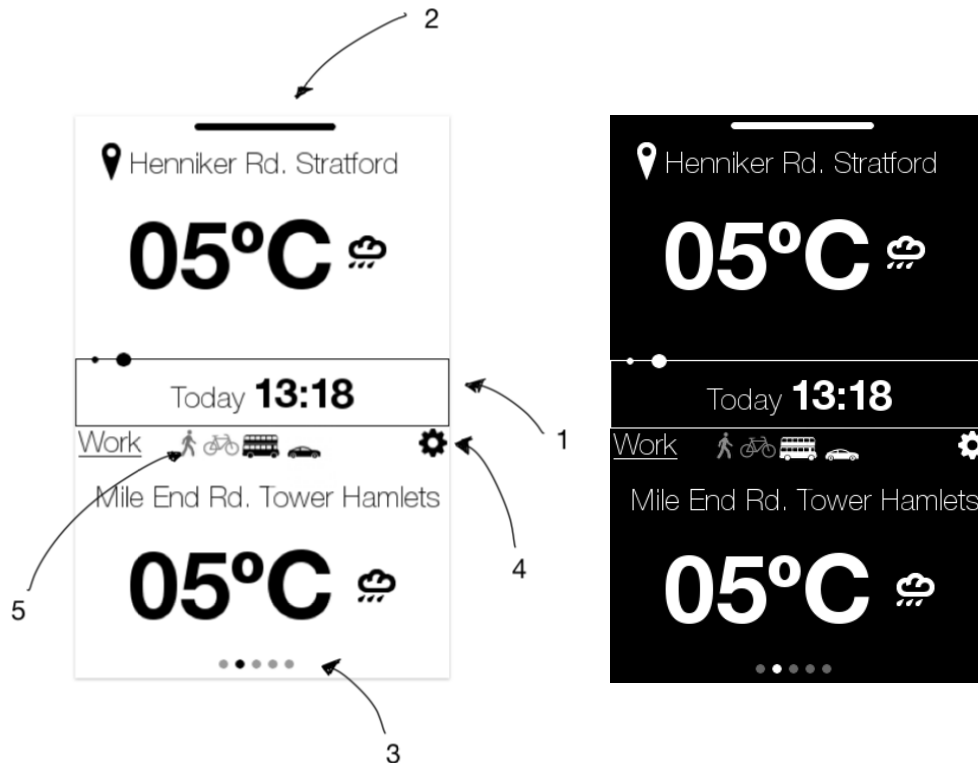 2
Henniker Rd. Stratford
05ºC
Today 13:18
1
Work
4
Mile End Rd. Tower Hamlets
05ºC
5
3
Henniker Rd. Stratford
05ºC
Today 13:18
Work
Mile End Rd. Tower Hamlets
05ºC